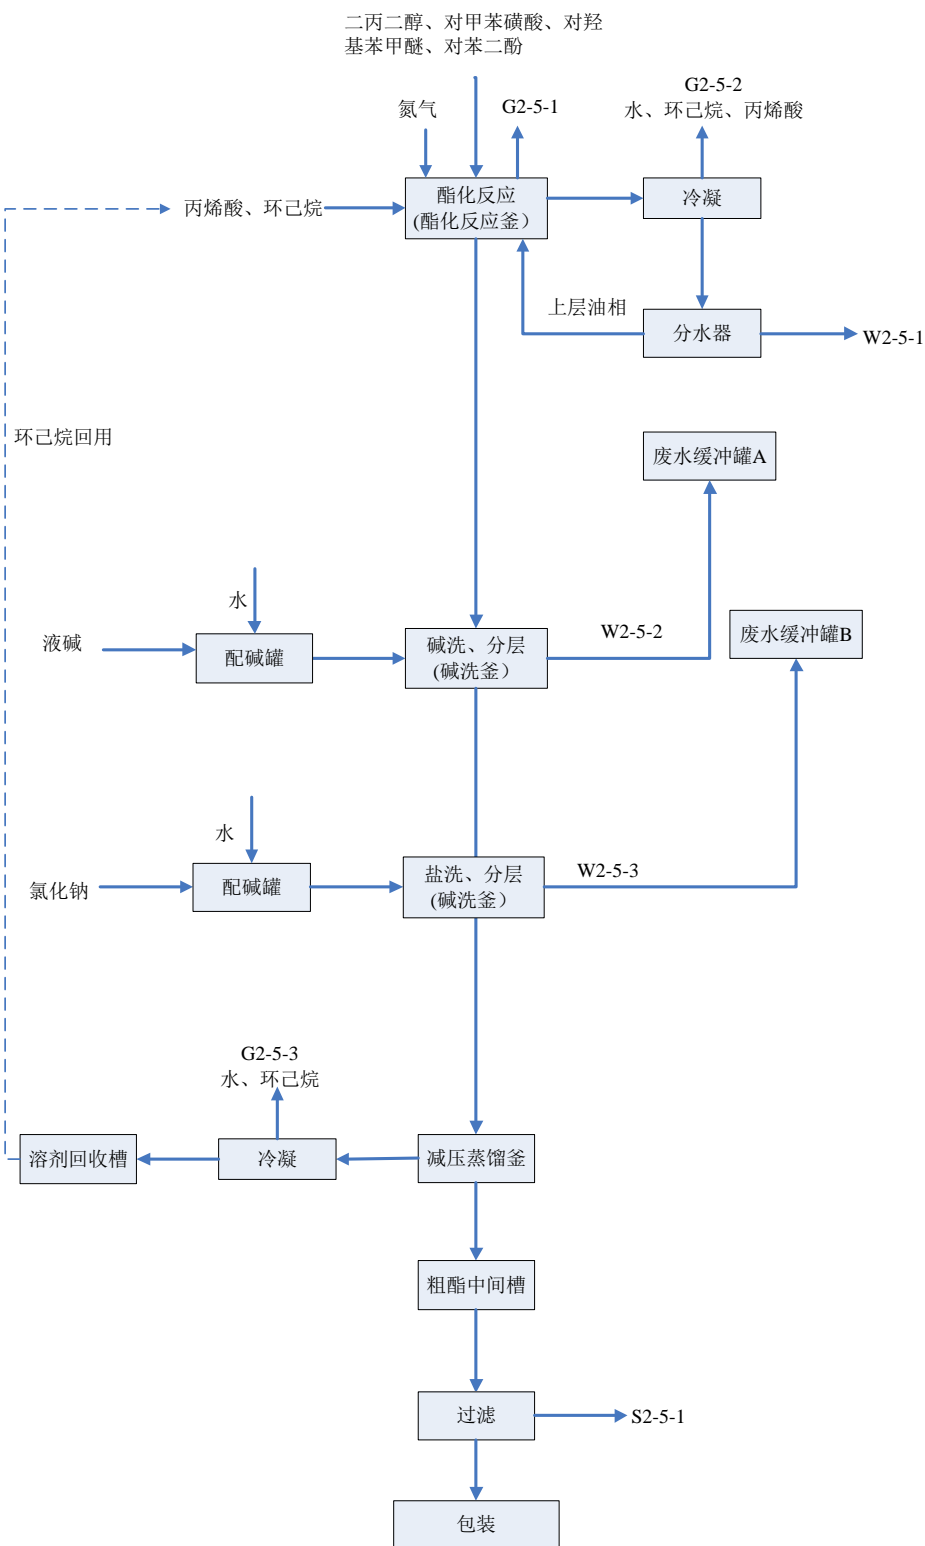 二丙二醇、对甲苯磺酸、对羟
基苯甲醚、对苯二酚
氮气
G2-5-1
G2-5-2
水、环己烷、丙烯酸
丙烯酸、环己烷
酯化反应
(酯化反应釜）
冷凝
上层油相
分水器
W2-5-1
环己烷回用
废水缓冲罐A
水
液碱
配碱罐
碱洗、分层
(碱洗釜）
W2-5-2
废水缓冲罐B
水
氯化钠
配碱罐
盐洗、分层
(碱洗釜）
W2-5-3
G2-5-3
水、环己烷
溶剂回收槽
冷凝
减压蒸馏釜
粗酯中间槽
过滤
S2-5-1
包装